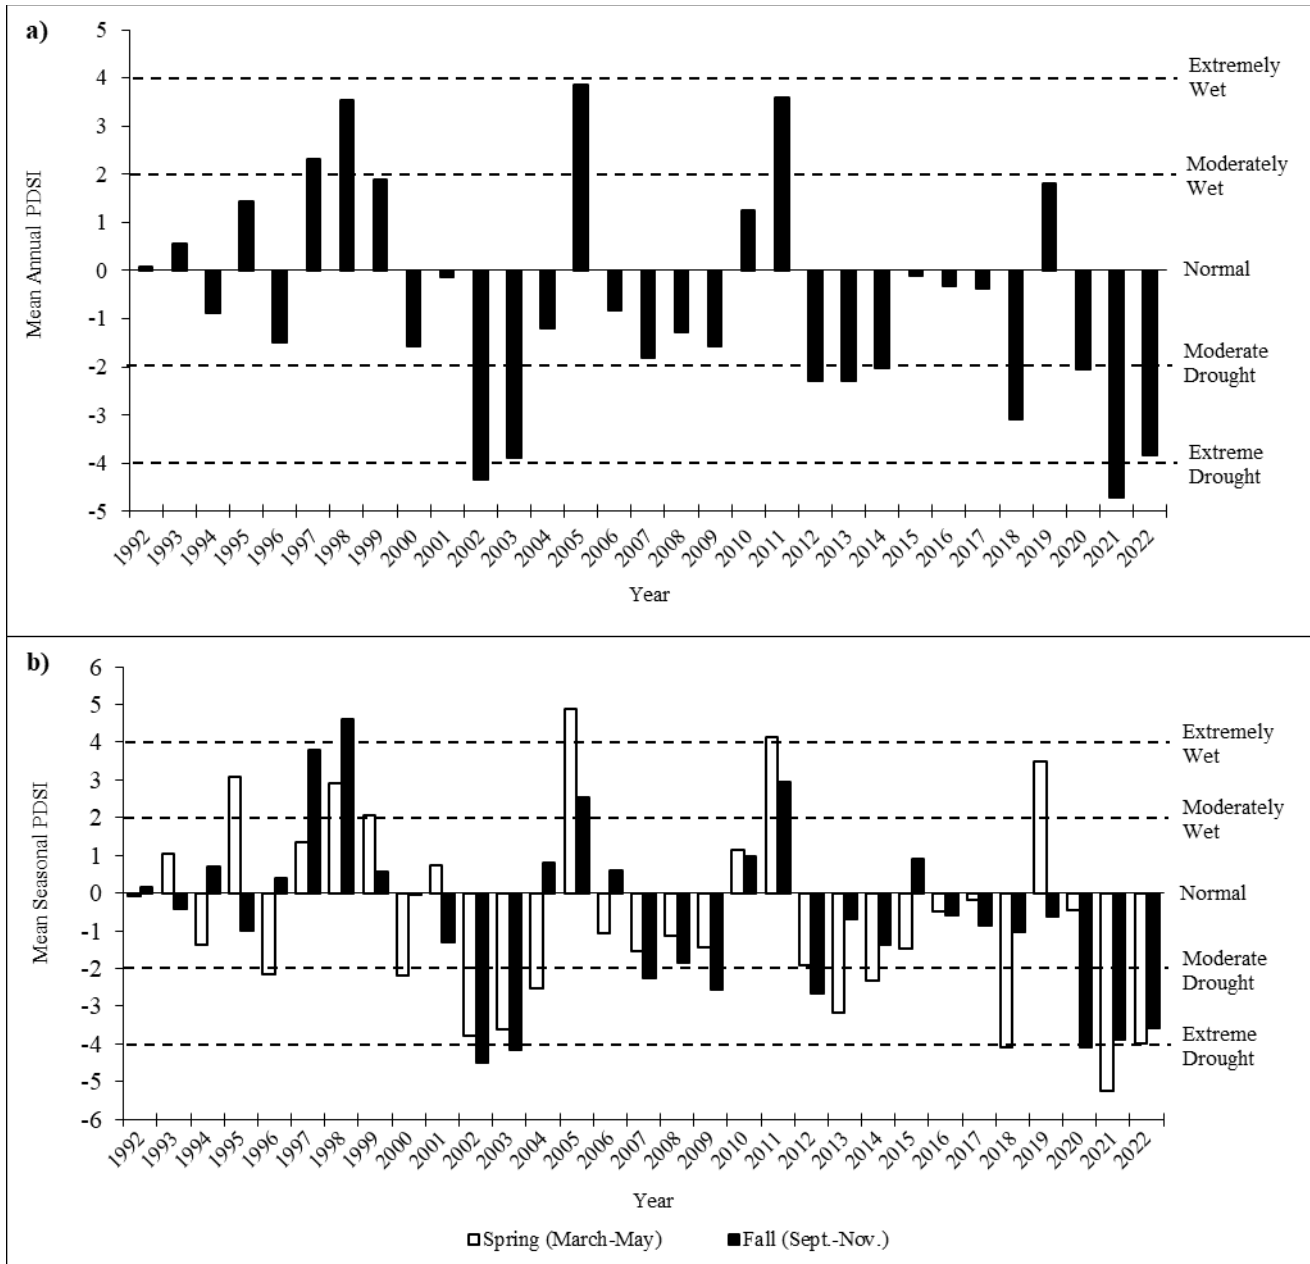 a)
5
4
3
2
1
0
-1
-2
-3
-4
-5
Mean Annual PDSI
Extremely
Wet
Moderately
Wet
Normal
Moderate
Drought
Extreme
Drought
1992 1993 1994 1995 1996 1997 1998 1999 2000 2001 2002 2003 2004 2005 2006 2007 2008 2009 2010 2011 2012 2013 2014 2015 2016 2017 2018 2019 2020 2021 2022
Year
b)
6
5
4
3
2
1
0
-1
-2
-3
-4
-5
-6
Mean Seasonal PDSI
Extremely
Wet
Moderately
Wet
Normal
Moderate
Drought
Extreme
Drought
1992 1993 1994 1995 1996 1997 1998 1999 2000 2001 2002 2003 2004 2005 2006 2007 2008 2009 2010 2011 2012 2013 2014 2015 2016 2017 2018 2019 2020 2021 2022
Year
Spring (March-May) Fall (Sept.-Nov.)